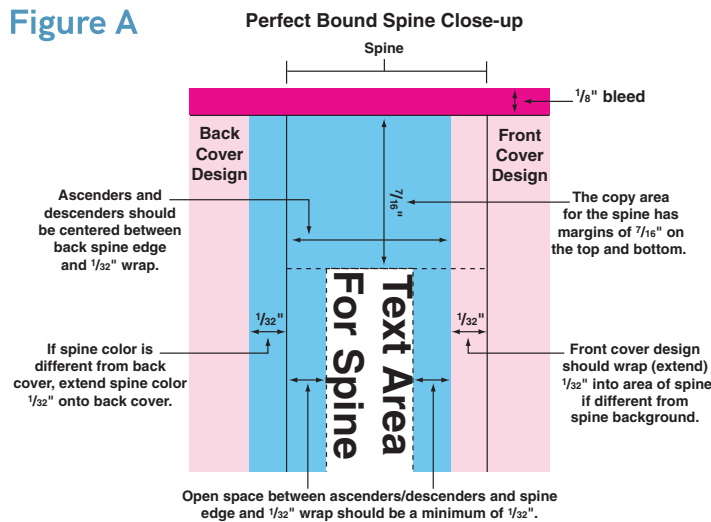 Figure A
Perfect Bound Spine Close-up
Spine
1/8" bleed
Back
Cover
Design
Front
Cover
Design
7/16"
Ascenders and
descenders should
be centered between
back spine edge
and 1/32" wrap.
The copy area
for the spine has
margins of 7/16" on
the top and bottom.
Text Area
For Spine
1/32"
1/32"
If spine color is
different from back
cover, extend spine color
1/32" onto back cover.
Front cover design
should wrap (extend)
1/32" into area of spine
if different from
spine background.
Open space between ascenders/descenders and spine
edge and 1/32" wrap should be a minimum of 1/32".